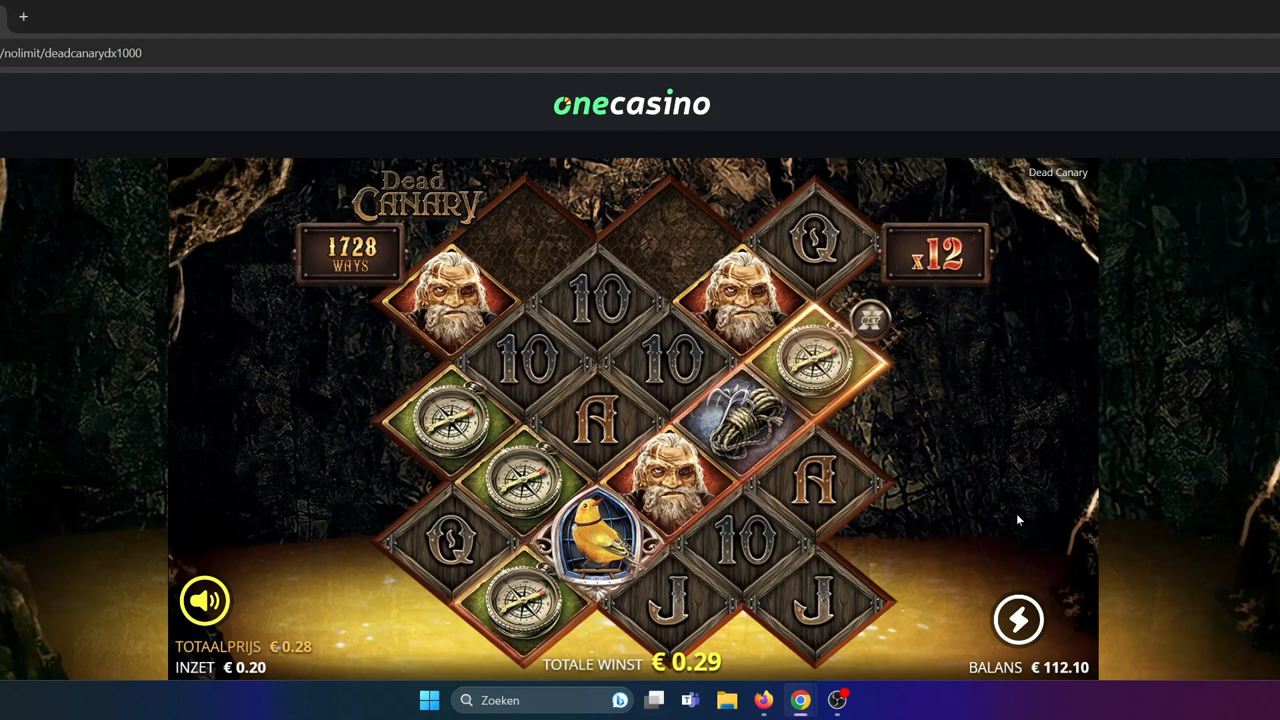 /nolimit/deadcanarydx1000
onecasino
Dead Canary
Dead
CANARY
1728
WAYS
x12
Q
10
10
10
A
A
Q
10
J
J
TOTAALPRIJS € 0.28
INZET € 0.20
TOTALE WINST € 0.29
BALANS € 112.10
Zoeken